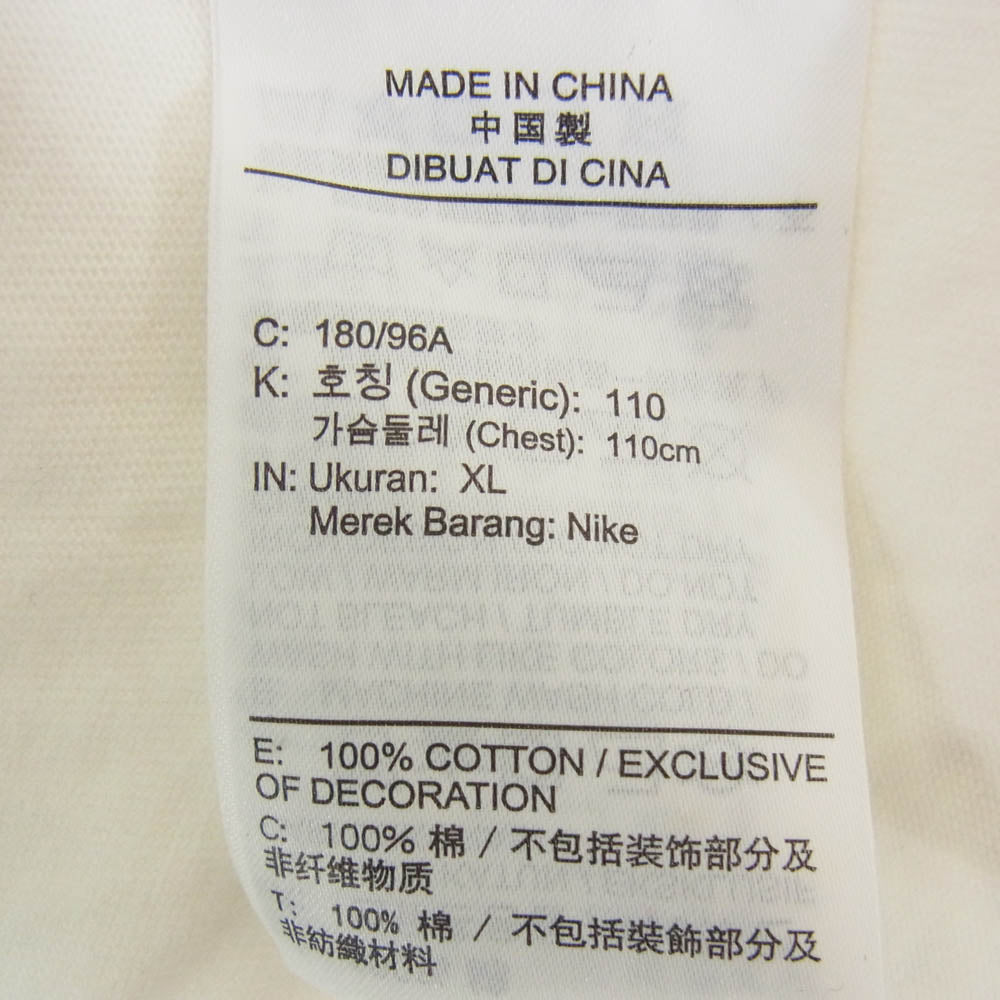 MADE IN CHINA
中国製
DIBUAT DI CINA
C: 180/96A
K: 호칭 (Generic): 110
가슴둘레 (Chest): 110cm
IN: Ukuran: XL
Merek Barang: Nike
E: 100% COTTON / EXCLUSIVE
OF DECORATION
C: 100% 棉 / 不包括装饰部分及
非纤维物质
T: 100% 棉 / 不包括裝飾部分及
非紡織材料